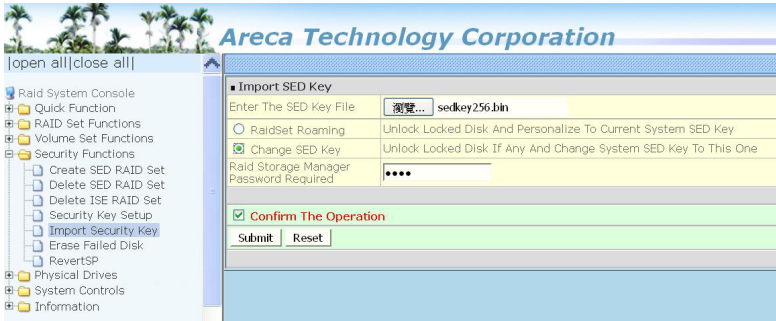 Areca Technology Corporation
|open all|close all|
Raid System Console
Quick Function
RAID Set Functions
Volume Set Functions
Security Functions
Create SED RAID Set
Delete SED RAID Set
Delete ISE RAID Set
Security Key Setup
Import Security Key
Erase Failed Disk
RevertSP
Physical Drives
System Controls
Information
Import SED Key
Enter The SED Key File 瀏覽... sedkey256.bin
RaidSet Roaming Unlock Locked Disk And Personalize To Current System SED Key
Change SED Key Unlock Locked Disk If Any And Change System SED Key To This One
Raid Storage Manager
Password Required ••••
Confirm The Operation
Submit Reset